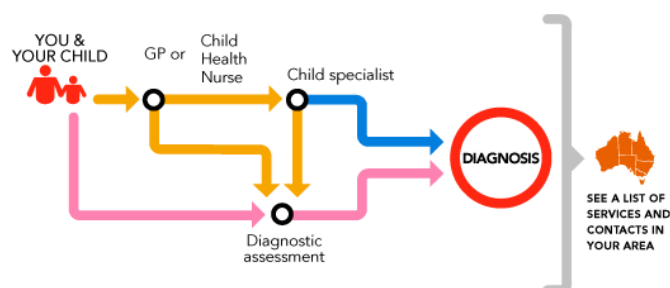 YOU &
YOUR CHILD
GP or
Child
Health
Nurse
Child specialist
Diagnostic
assessment
DIAGNOSIS
SEE A LIST OF
SERVICES AND
CONTACTS IN
YOUR AREA